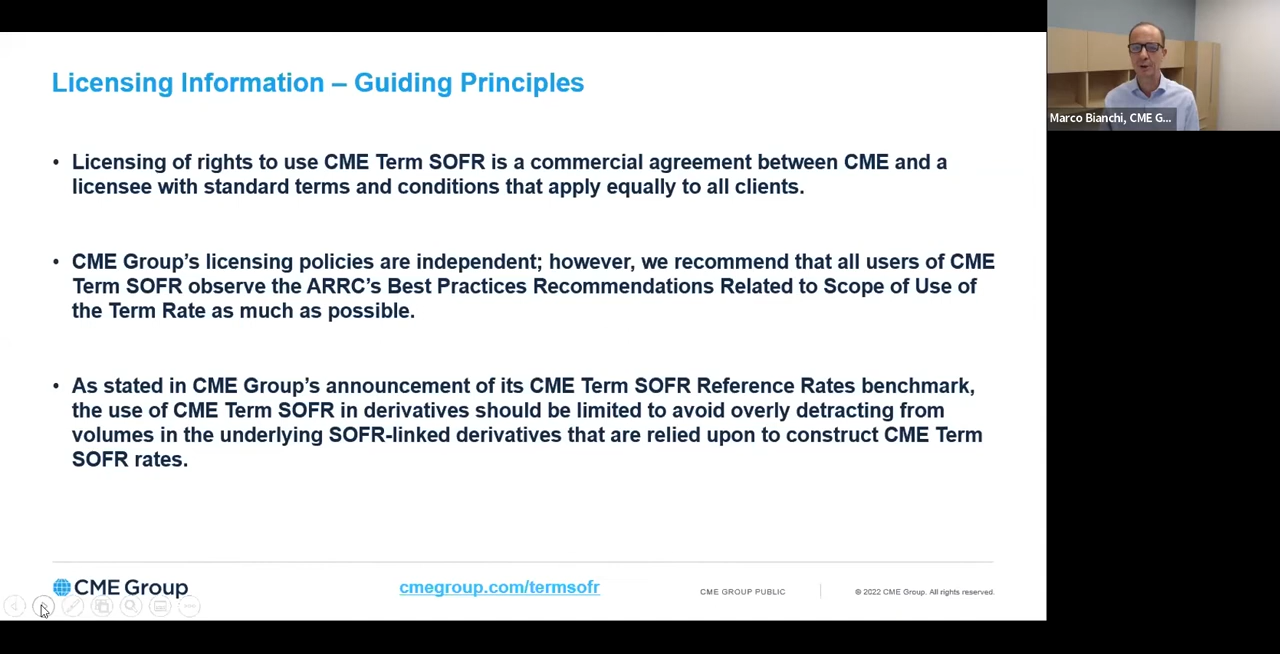 Licensing Information – Guiding Principles
• Licensing of rights to use CME Term SOFR is a commercial agreement between CME and a
licensee with standard terms and conditions that apply equally to all clients.
• CME Group’s licensing policies are independent; however, we recommend that all users of CME
Term SOFR observe the ARRC’s Best Practices Recommendations Related to Scope of Use of
the Term Rate as much as possible.
• As stated in CME Group’s announcement of its CME Term SOFR Reference Rates benchmark,
the use of CME Term SOFR in derivatives should be limited to avoid overly detracting from
volumes in the underlying SOFR-linked derivatives that are relied upon to construct CME Term
SOFR rates.
CME Group
cmegroup.com/termsofr
CME GROUP PUBLIC
© 2022 CME Group. All rights reserved.
Marco Bianchi, CME G...